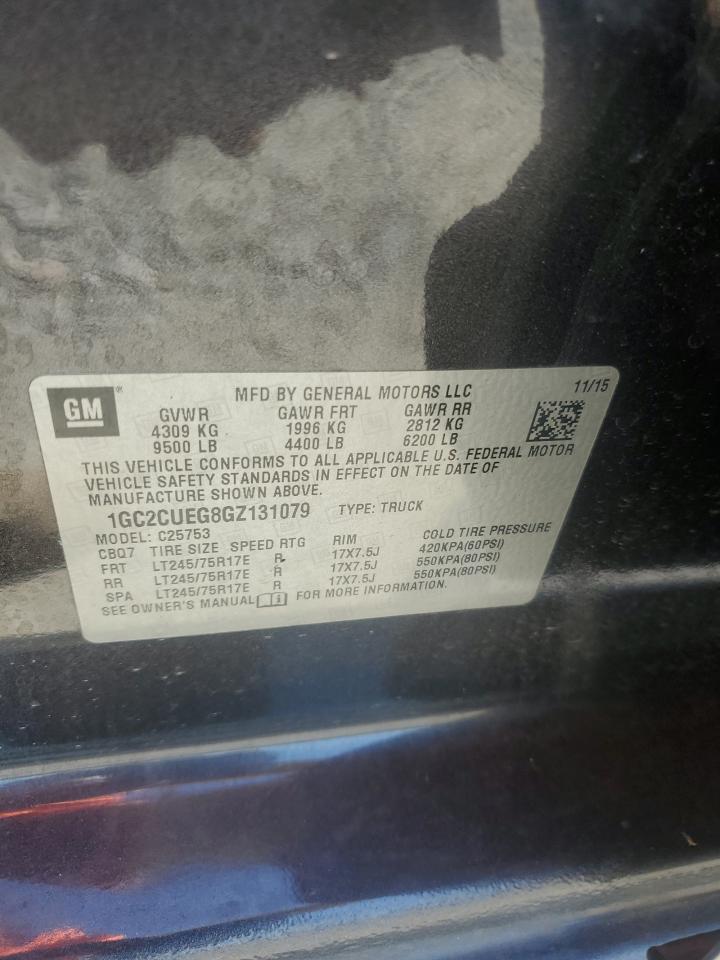 GM ®
MFD BY GENERAL MOTORS LLC 11/15
GVWR GAWR FRT GAWR RR
4309 KG 1996 KG 2812 KG
9500 LB 4400 LB 6200 LB
THIS VEHICLE CONFORMS TO ALL APPLICABLE U.S. FEDERAL MOTOR
VEHICLE SAFETY STANDARDS IN EFFECT ON THE DATE OF
MANUFACTURE SHOWN ABOVE.
1GC2CUEG8GZ131079 TYPE: TRUCK
MODEL: C25753
CBQ7 TIRE SIZE SPEED RTG RIM COLD TIRE PRESSURE
FRT LT245/75R17E R 17X7.5J 420KPA(60PSI)
RR LT245/75R17E R 17X7.5J 550KPA(80PSI)
SPA LT245/75R17E R 17X7.5J 550KPA(80PSI)
SEE OWNER'S MANUAL FOR MORE INFORMATION.